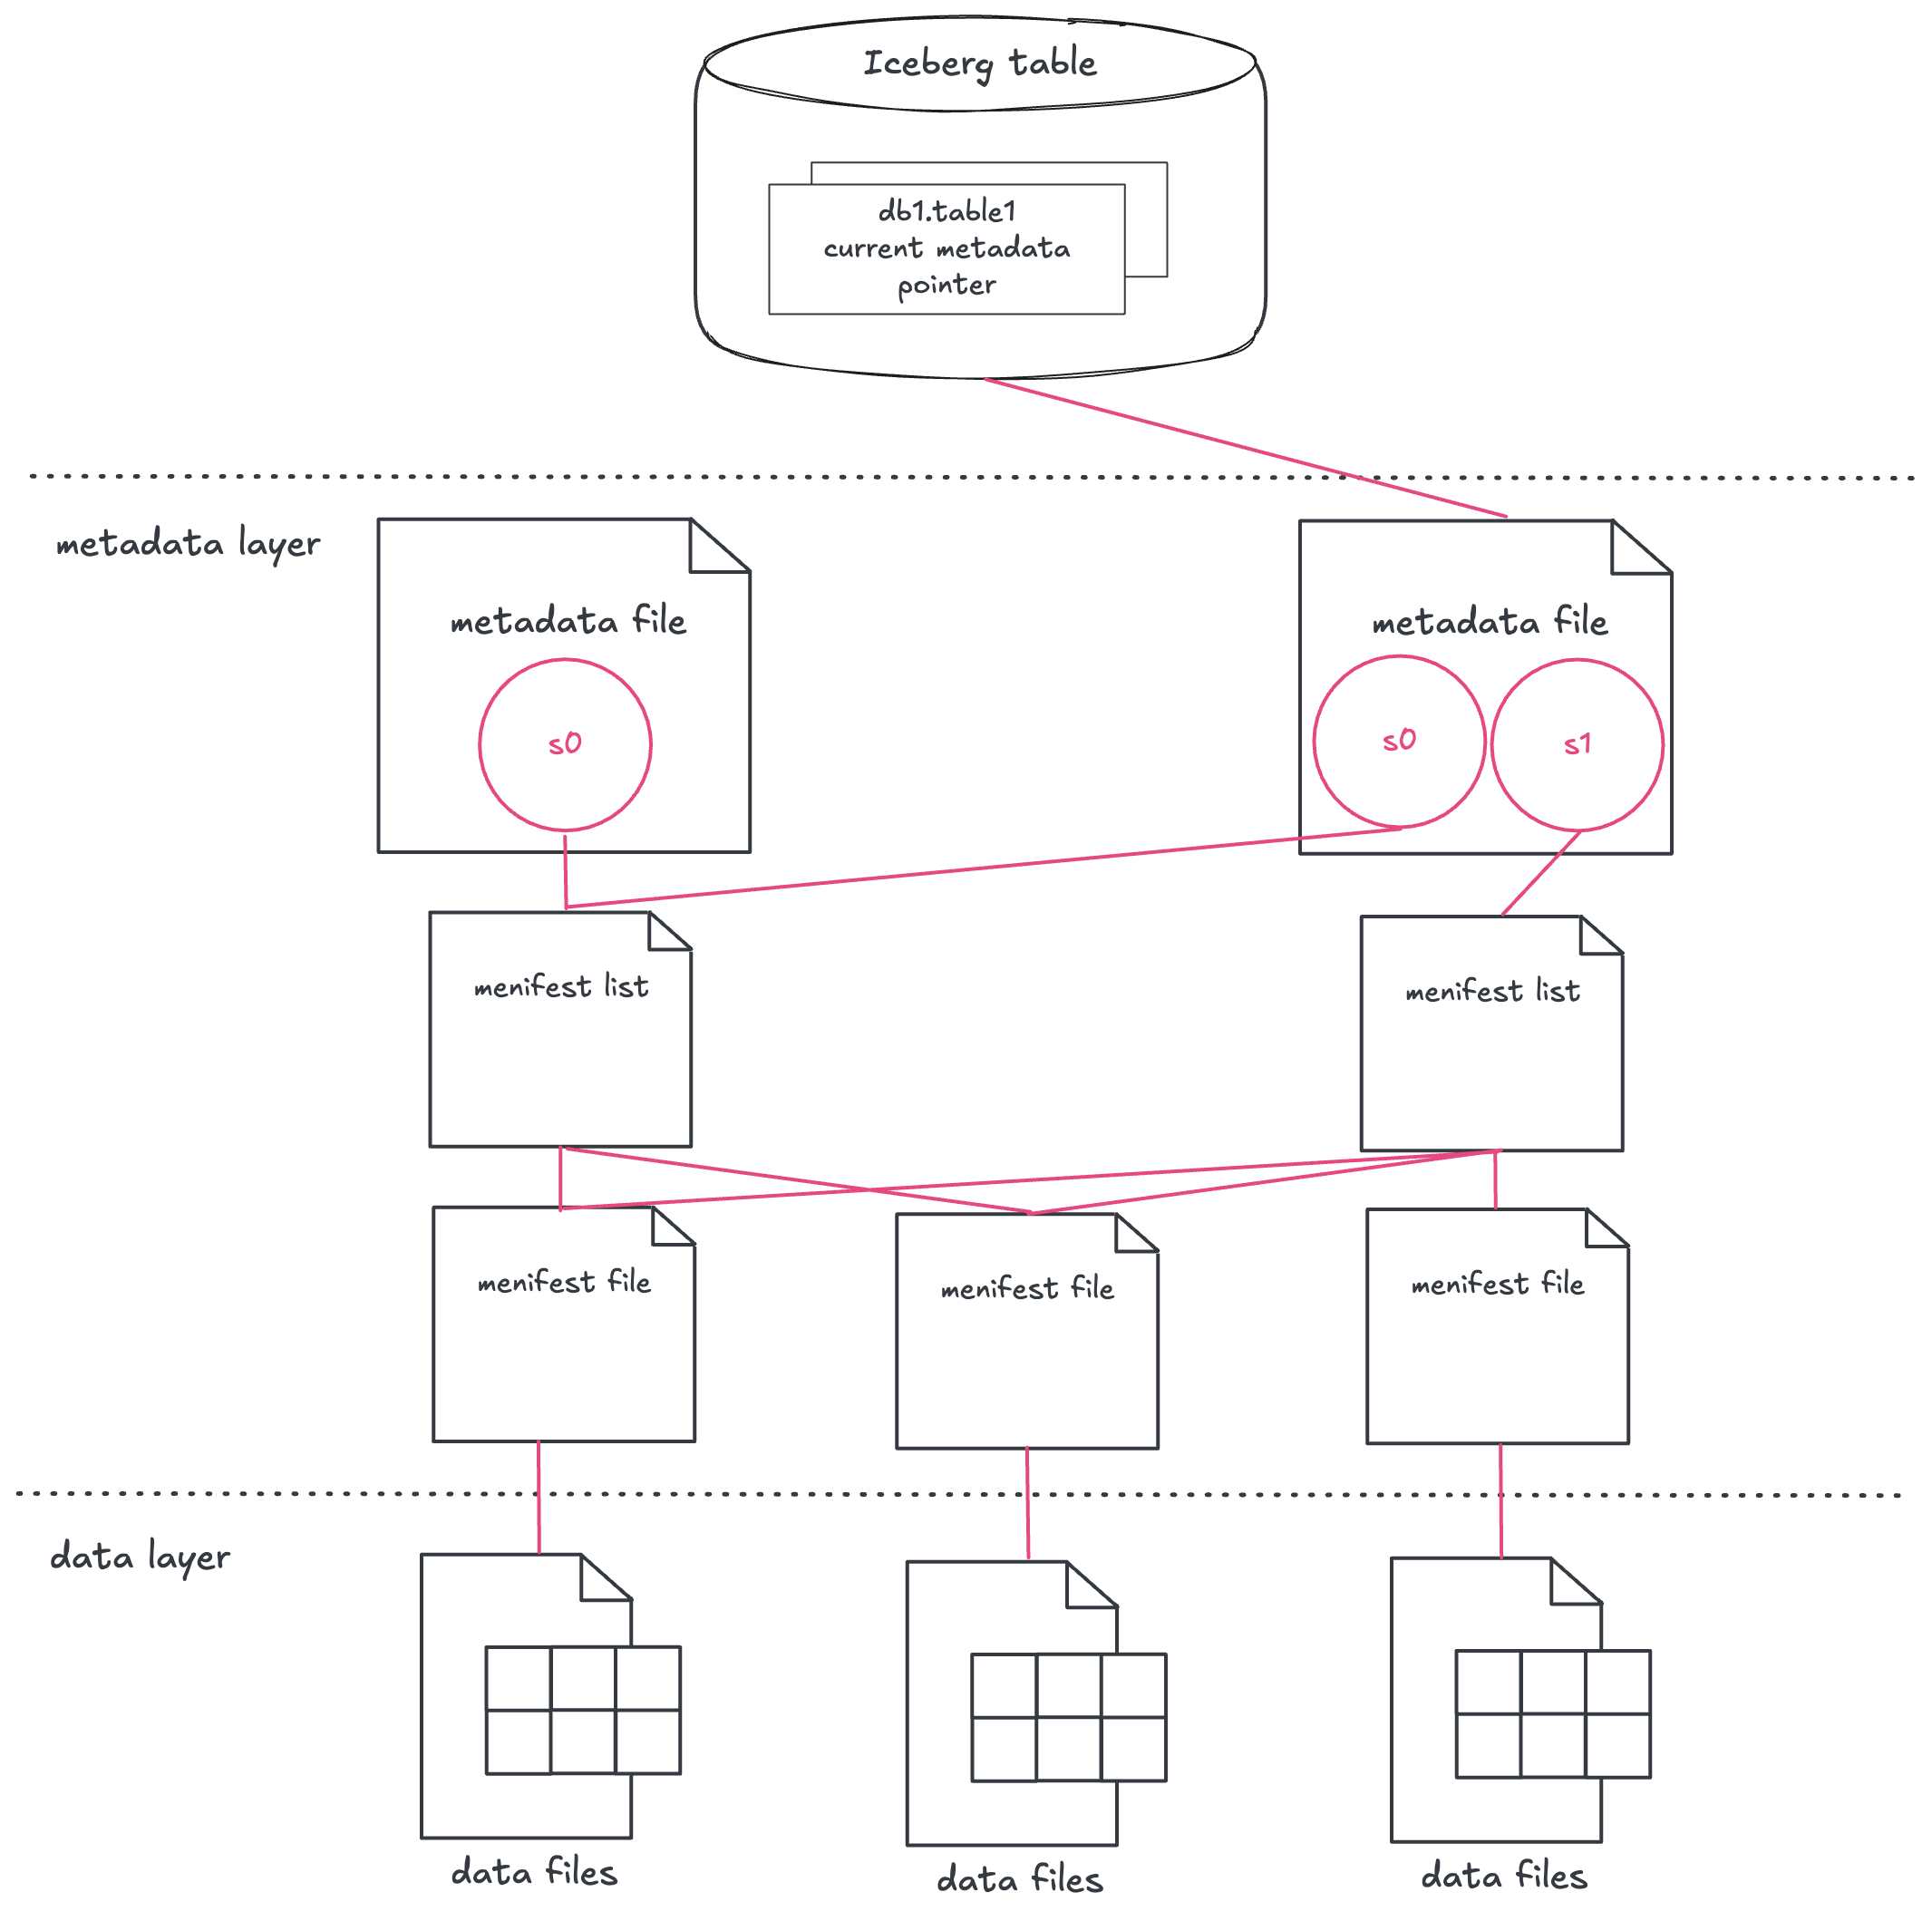 Iceberg table
db1.table1
current metadata
pointer
metadata layer
metadata file
metadata file
s0
s0
s1
menifest list
menifest list
menifest file
menifest file
menifest file
data layer
data files
data files
data files